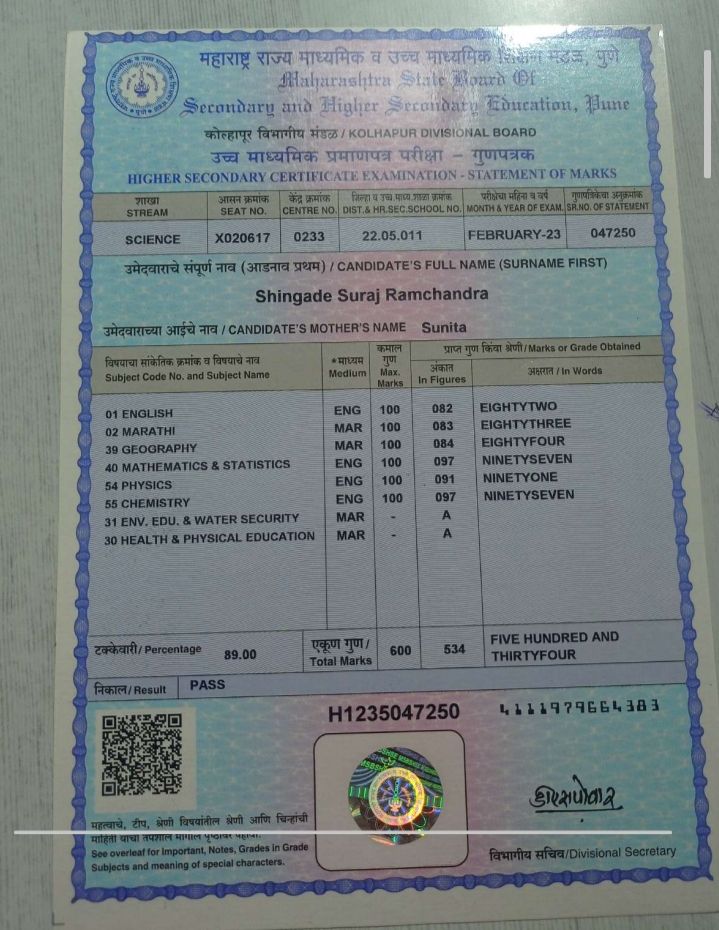 महाराष्ट्र राज्य माध्यमिक व उच्च माध्यमिक शिक्षण मंडळ, पुणे
Maharashtra State Board Of
Secondary and Higher Secondary Education, Pune
कोल्हापूर विभागीय मंडळ / KOLHAPUR DIVISIONAL BOARD
उच्च माध्यमिक प्रमाणपत्र परीक्षा – गुणपत्रक
HIGHER SECONDARY CERTIFICATE EXAMINATION - STATEMENT OF MARKS
शाखा आसन क्रमांक केंद्र क्रमांक जिल्हा व उच्च.माध्य.शाळा क्रमांक परीक्षेचा महिना व वर्ष गुणपत्रिकेचा अनुक्रमांक
STREAM SEAT NO. CENTRE NO. DIST.& HR.SEC.SCHOOL NO. MONTH & YEAR OF EXAM. SR.NO. OF STATEMENT
SCIENCE X020617 0233 22.05.011 FEBRUARY-23 047250
उमेदवाराचे संपूर्ण नाव (आडनाव प्रथम) / CANDIDATE'S FULL NAME (SURNAME FIRST)
Shingade Suraj Ramchandra
उमेदवाराच्या आईचे नाव / CANDIDATE'S MOTHER'S NAME Sunita
विषयाचा सांकेतिक क्रमांक व विषयाचे नाव
Subject Code No. and Subject Name
*माध्यम
Medium
कमाल
गुण
Max.
Marks
प्राप्त गुण किंवा श्रेणी/Marks or Grade Obtained
अंकात
In Figures
अक्षरात / In Words
01 ENGLISH ENG 100 082 EIGHTYTWO
02 MARATHI MAR 100 083 EIGHTYTHREE
39 GEOGRAPHY MAR 100 084 EIGHTYFOUR
40 MATHEMATICS & STATISTICS ENG 100 097 NINETYSEVEN
54 PHYSICS ENG 100 091 NINETYONE
55 CHEMISTRY ENG 100 097 NINETYSEVEN
31 ENV. EDU. & WATER SECURITY MAR - A
30 HEALTH & PHYSICAL EDUCATION MAR - A
टक्केवारी/ Percentage 89.00
एकूण गुण/
Total Marks
600 534
FIVE HUNDRED AND
THIRTYFOUR
निकाल/ Result PASS
H1235047250 4111979664383
महत्वाचे, टीप, श्रेणी विषयांतील श्रेणी आणि चिन्हांची
माहिती याचा तपशील मागील पृष्ठावर पहावा.
See overleaf for Important, Notes, Grades in Grade
Subjects and meaning of special characters.
विभागीय सचिव/Divisional Secretary